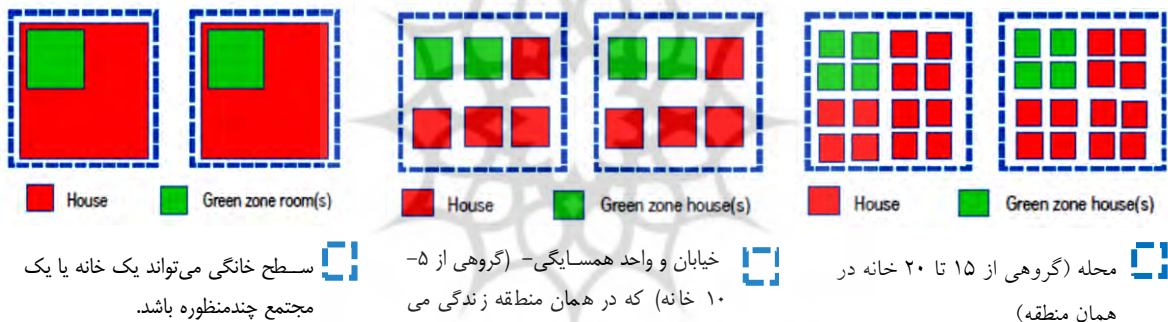 House
Green zone room(s)
سطح خانگی می‌تواند یک خانه یا یک
مجتمع چندمنظوره باشد.
House
Green zone house(s)
خیابان و واحد همسایگی- (گروهی از ۵-
۱۰ خانه) که در همان منطقه زندگی می
House
Green zone house(s)
محله (گروهی از ۱۵ تا ۲۰ خانه در
همان منطقه)